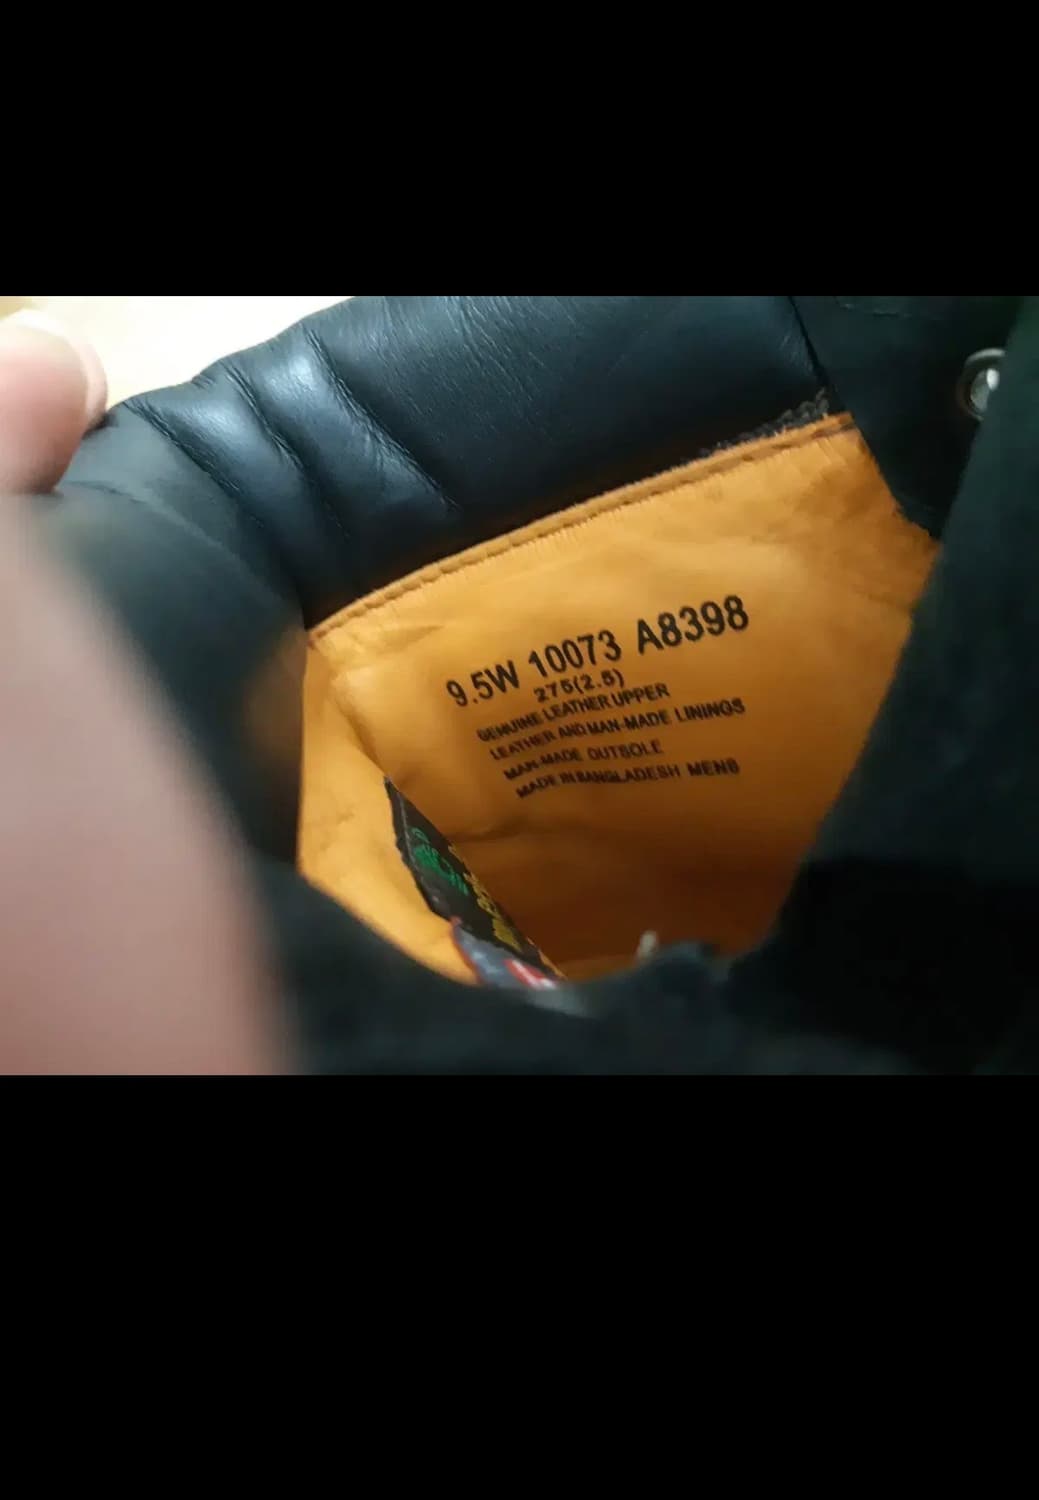 9.5W 10073 A8398
275(2.5)
GENUINE LEATHER UPPER
LEATHER AND MAN-MADE LININGS
MAN-MADE OUTSOLE
MADE IN BANGLADESH MENS